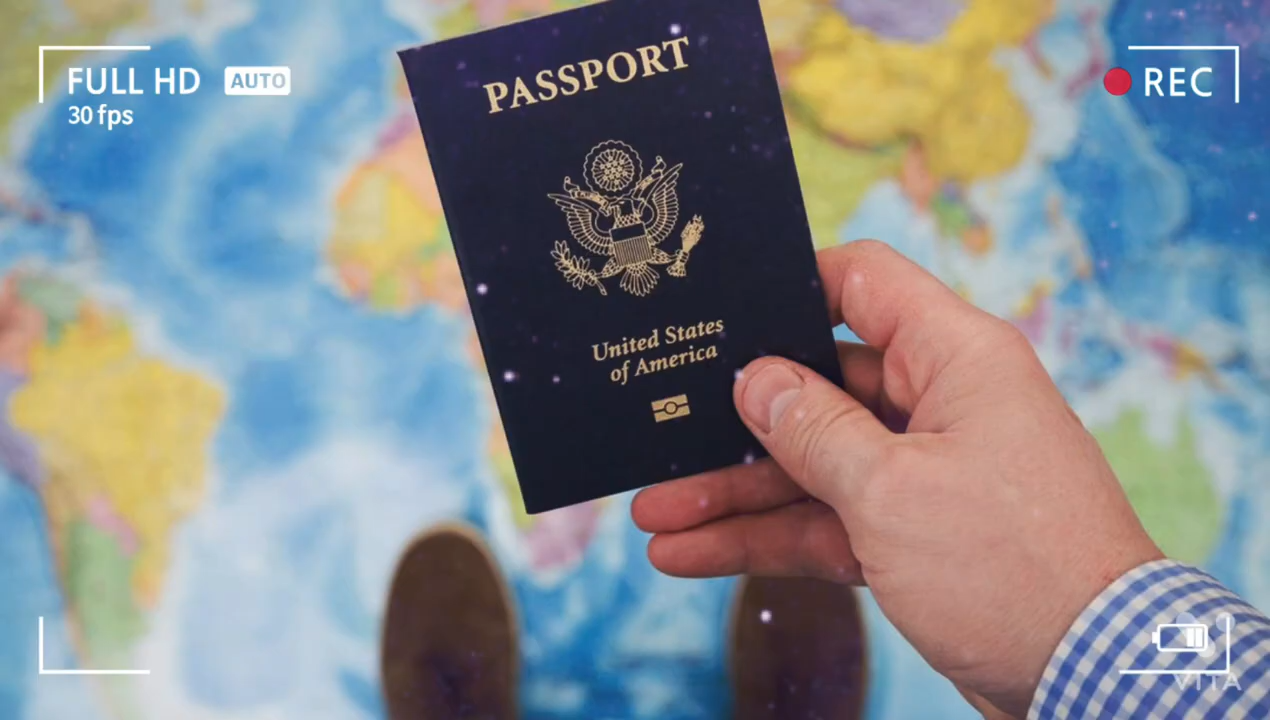 FULL HD AUTO
30 fps
REC
PASSPORT
United States
of America
VITA